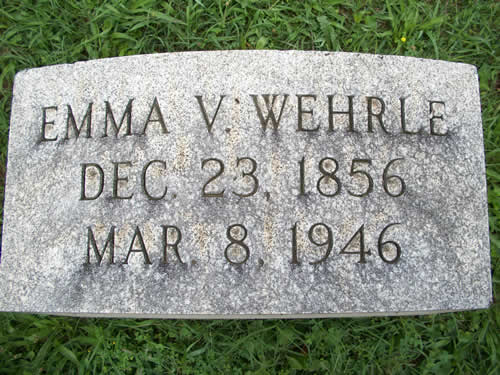 EMMA V. WEHRLE
DEC. 23, 1856
MAR. 8, 1946